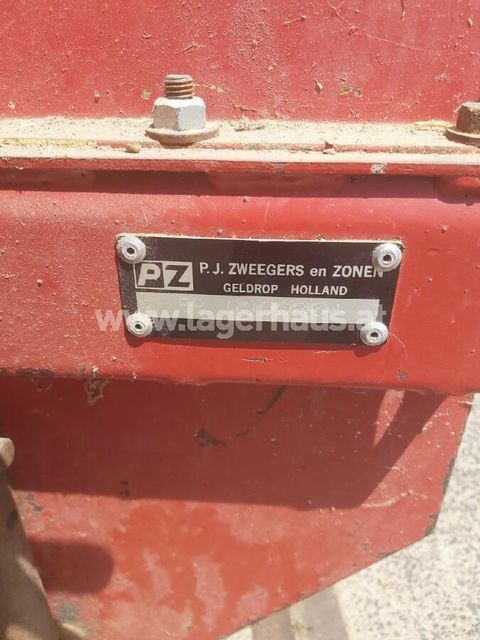 PZ P.J. ZWEEGERS en ZONEN
GELDROP HOLLAND
www.lagerhaus.at